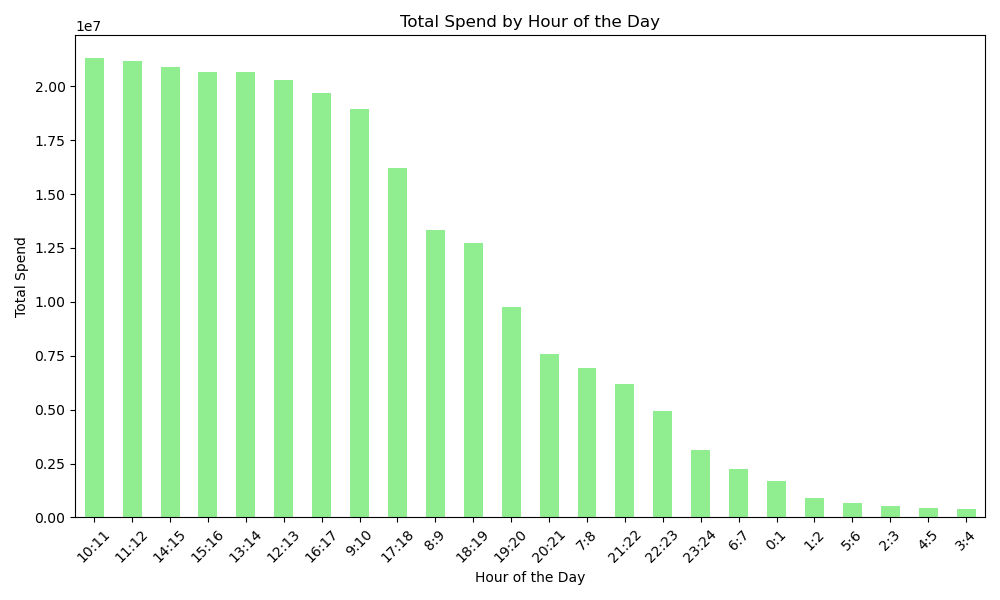 Total Spend by Hour of the Day
1e7
2.00
1.75
1.50
1.25
1.00
0.75
0.50
0.25
0.00
Total Spend
10:11 11:12 14:15 15:16 13:14 12:13 16:17 9:10 17:18 8:9 18:19 19:20 20:21 7:8 21:22 22:23 23:24 6:7 0:1 1:2 5:6 2:3 4:5 3:4
Hour of the Day